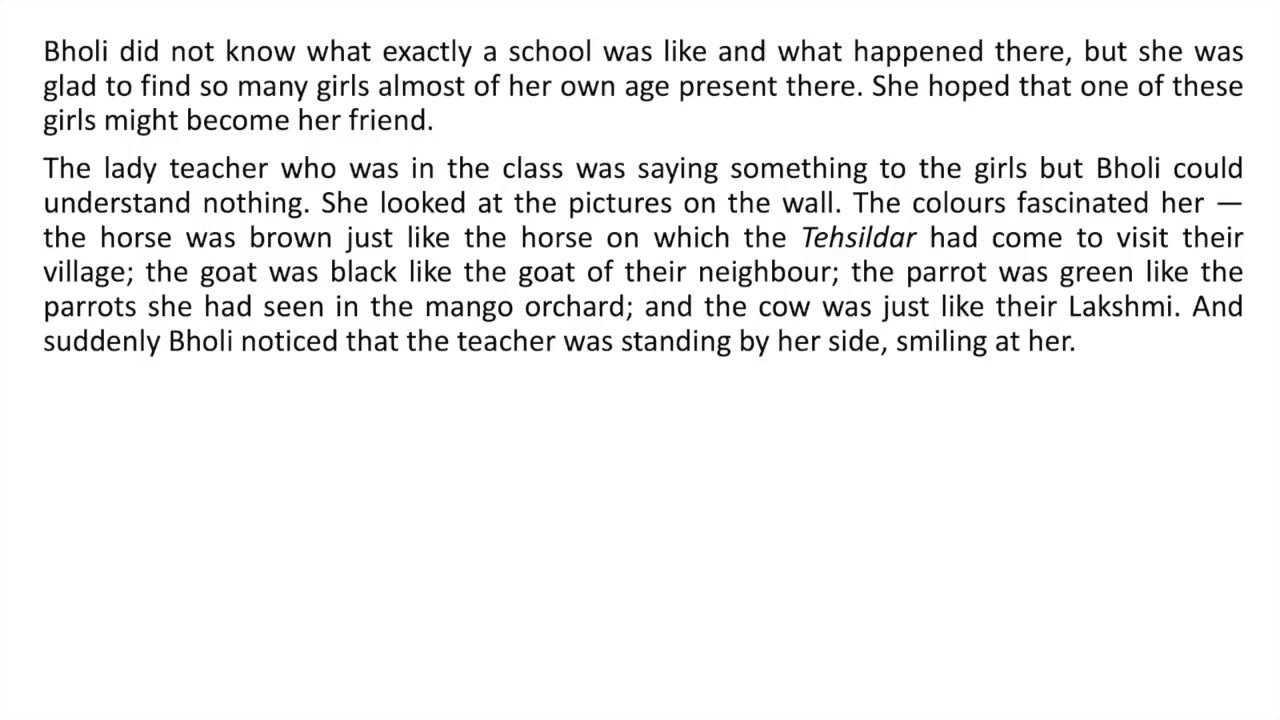 Bholi did not know what exactly a school was like and what happened there, but she was
glad to find so many girls almost of her own age present there. She hoped that one of these
girls might become her friend.
The lady teacher who was in the class was saying something to the girls but Bholi could
understand nothing. She looked at the pictures on the wall. The colours fascinated her —
the horse was brown just like the horse on which the Tehsildar had come to visit their
village; the goat was black like the goat of their neighbour; the parrot was green like the
parrots she had seen in the mango orchard; and the cow was just like their Lakshmi. And
suddenly Bholi noticed that the teacher was standing by her side, smiling at her.